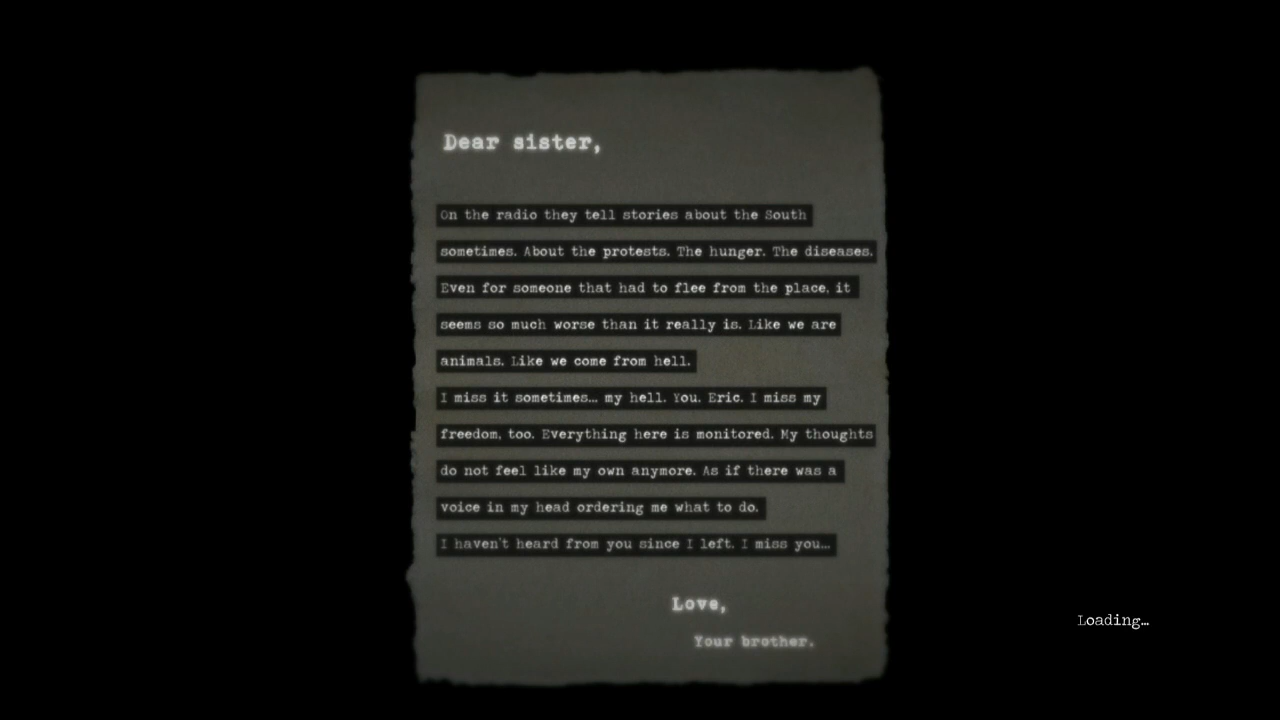 Dear sister,
On the radio they tell stories about the South
sometimes. About the protests. The hunger. The diseases.
Even for someone that had to flee from the place, it
seems so much worse than it really is. Like we are
animals. Like we come from hell.
I miss it sometimes... my hell. You. Eric. I miss my
freedom, too. Everything here is monitored. My thoughts
do not feel like my own anymore. As if there was a
voice in my head ordering me what to do.
I haven't heard from you since I left. I miss you...
Love,
Your brother.
Loading...